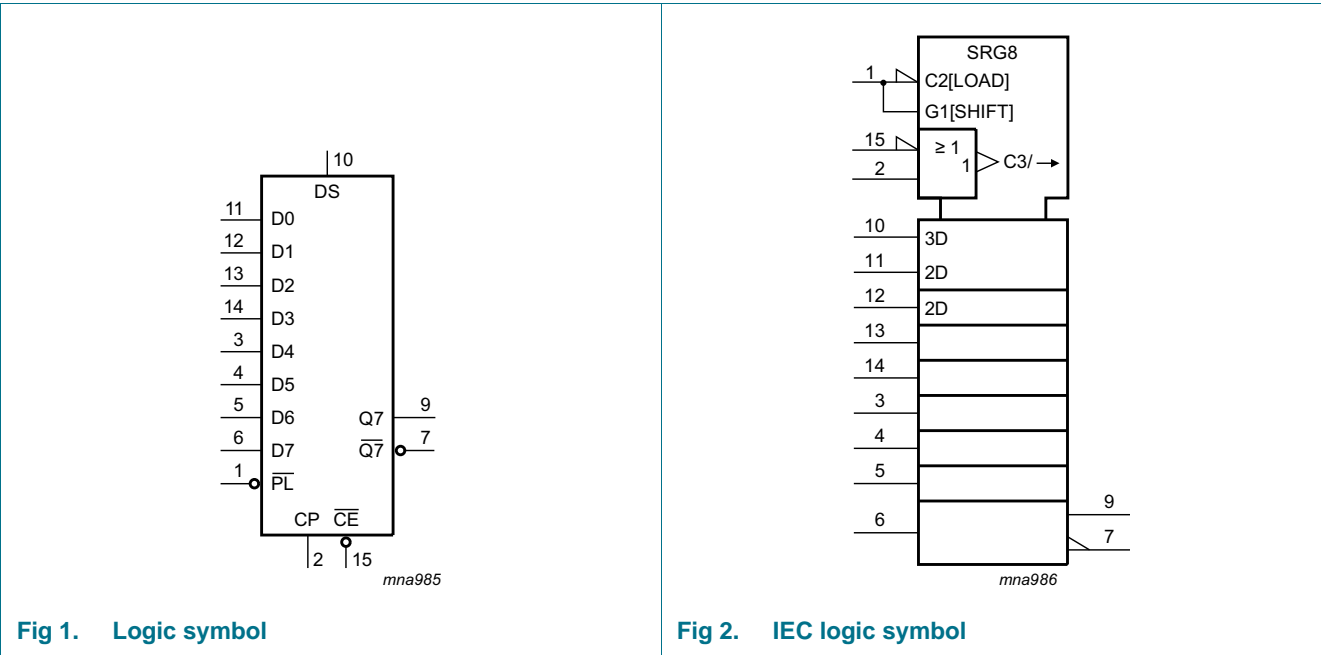 10
DS
11 D0
12 D1
13 D2
14 D3
3 D4
4 D5
5 D6 Q7 9
6 D7 Q̅7̅ 7
1 P̅L̅
CP C̅E̅
2 15
mna985
Fig 1. Logic symbol
SRG8
1 C2[LOAD]
G1[SHIFT]
15 ≥ 1
2 1 C3/ →
10 3D
11 2D
12 2D
13
14
3
4
5
9
6
7
mna986
Fig 2. IEC logic symbol